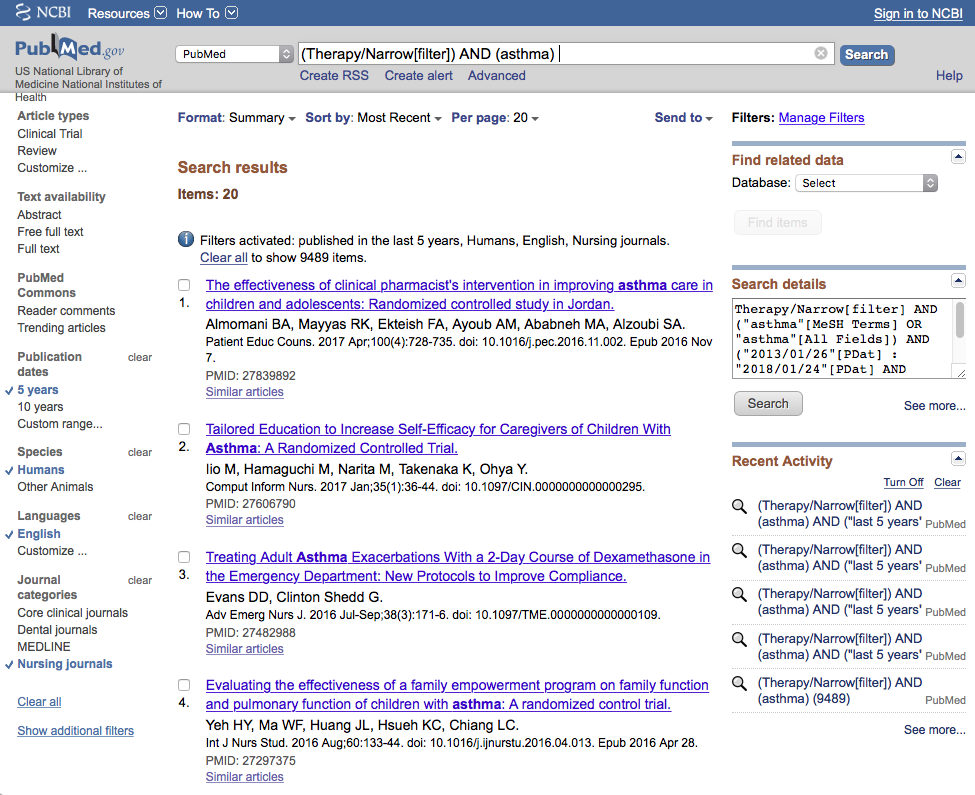 NCBI Resources How To Sign in to NCBI
PubMed.gov
US National Library of
Medicine National Institutes of
Health
PubMed
(Therapy/Narrow[filter]) AND (asthma)
Search
Create RSS Create alert Advanced
Help
Article types
Clinical Trial
Review
Customize ...
Text availability
Abstract
Free full text
Full text
PubMed
Commons
Reader comments
Trending articles
Publication clear
dates
5 years
10 years
Custom range...
Species clear
Humans
Other Animals
Languages clear
English
Customize ...
Journal clear
categories
Core clinical journals
Dental journals
MEDLINE
Nursing journals
Clear all
Show additional filters
Format: Summary Sort by: Most Recent Per page: 20 Send to
Search results
Items: 20
Filters activated: published in the last 5 years, Humans, English, Nursing journals.
Clear all to show 9489 items.
The effectiveness of clinical pharmacist's intervention in improving asthma care in
1. children and adolescents: Randomized controlled study in Jordan.
Almomani BA, Mayyas RK, Ekteish FA, Ayoub AM, Ababneh MA, Alzoubi SA.
Patient Educ Couns. 2017 Apr;100(4):728-735. doi: 10.1016/j.pec.2016.11.002. Epub 2016 Nov
7.
PMID: 27839892
Similar articles
Tailored Education to Increase Self-Efficacy for Caregivers of Children With
2. Asthma: A Randomized Controlled Trial.
Iio M, Hamaguchi M, Narita M, Takenaka K, Ohya Y.
Comput Inform Nurs. 2017 Jan;35(1):36-44. doi: 10.1097/CIN.0000000000000295.
PMID: 27606790
Similar articles
Treating Adult Asthma Exacerbations With a 2-Day Course of Dexamethasone in
3. the Emergency Department: New Protocols to Improve Compliance.
Evans DD, Clinton Shedd G.
Adv Emerg Nurs J. 2016 Jul-Sep;38(3):171-6. doi: 10.1097/TME.0000000000000109.
PMID: 27482988
Similar articles
Evaluating the effectiveness of a family empowerment program on family function
4. and pulmonary function of children with asthma: A randomized control trial.
Yeh HY, Ma WF, Huang JL, Hsueh KC, Chiang LC.
Int J Nurs Stud. 2016 Aug;60:133-44. doi: 10.1016/j.ijnurstu.2016.04.013. Epub 2016 Apr 28.
PMID: 27297375
Similar articles
Filters: Manage Filters
Find related data
Database: Select
Find items
Search details
Therapy/Narrow[filter] AND
("asthma"[MeSH Terms] OR
"asthma"[All Fields]) AND
("2013/01/26"[PDat] :
"2018/01/24"[PDat] AND
Search
See more...
Recent Activity
Turn Off Clear
(Therapy/Narrow[filter]) AND
(asthma) AND ("last 5 years" PubMed
(Therapy/Narrow[filter]) AND
(asthma) AND ("last 5 years" PubMed
(Therapy/Narrow[filter]) AND
(asthma) AND ("last 5 years" PubMed
(Therapy/Narrow[filter]) AND
(asthma) AND ("last 5 years" PubMed
(Therapy/Narrow[filter]) AND
(asthma) (9489) PubMed
See more...